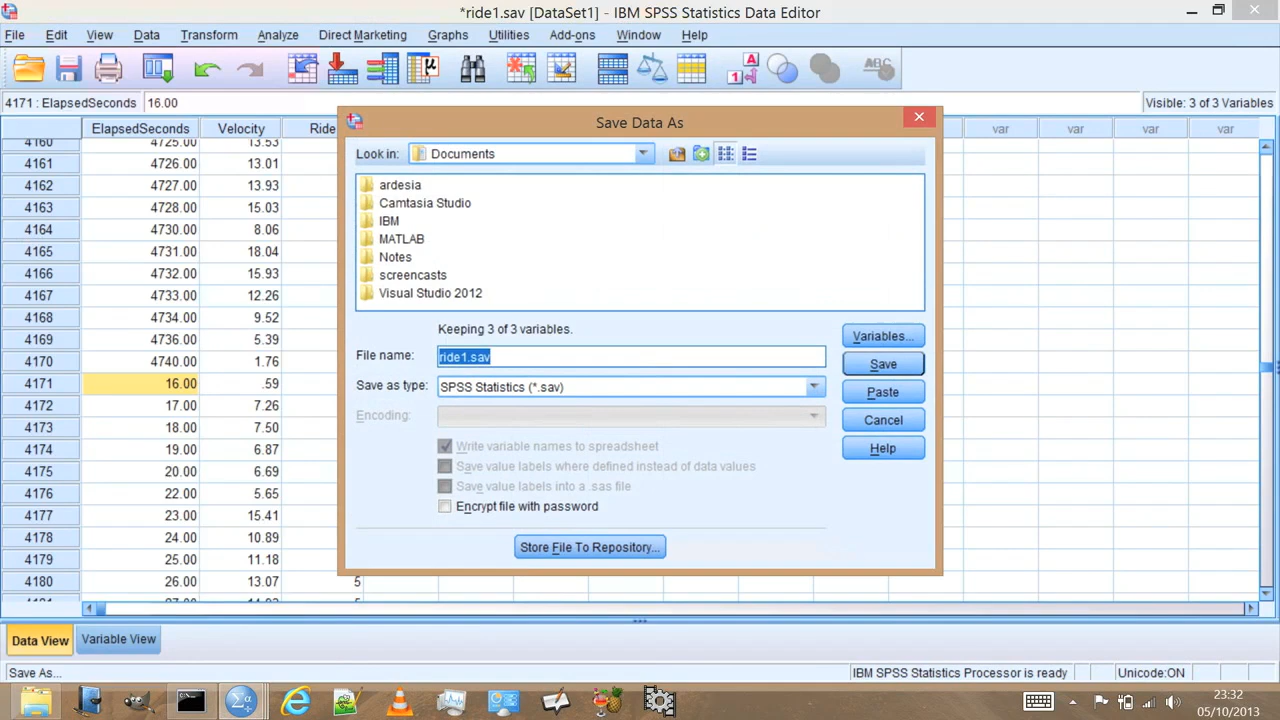 *ride1.sav [DataSet1] - IBM SPSS Statistics Data Editor
File Edit View Data Transform Analyze Direct Marketing Graphs Utilities Add-ons Window Help
4171 : ElapsedSeconds 16.00 Visible: 3 of 3 Variables
ElapsedSeconds Velocity Ride var var var var
4160 4725.00 13.53
4161 4726.00 13.01
4162 4727.00 13.93
4163 4728.00 15.03
4164 4730.00 8.06
4165 4731.00 18.04
4166 4732.00 15.93
4167 4733.00 12.26
4168 4734.00 9.52
4169 4736.00 5.39
4170 4740.00 1.76
4171 16.00 .59
4172 17.00 7.26
4173 18.00 7.50
4174 19.00 6.87
4175 20.00 6.69
4176 22.00 5.65
4177 23.00 15.41
4178 24.00 10.89
4179 25.00 11.18
4180 26.00 13.07 5
Save Data As
Look in: Documents
ardesia
Camtasia Studio
IBM
MATLAB
Notes
screencasts
Visual Studio 2012
Keeping 3 of 3 variables.
Variables...
File name: ride1.sav
Save
Save as type: SPSS Statistics (*.sav)
Paste
Encoding:
Cancel
Write variable names to spreadsheet
Help
Save value labels where defined instead of data values
Save value labels into a .sas file
Encrypt file with password
Store File To Repository...
Data View Variable View
Save As... IBM SPSS Statistics Processor is ready Unicode:ON
23:32
05/10/2013